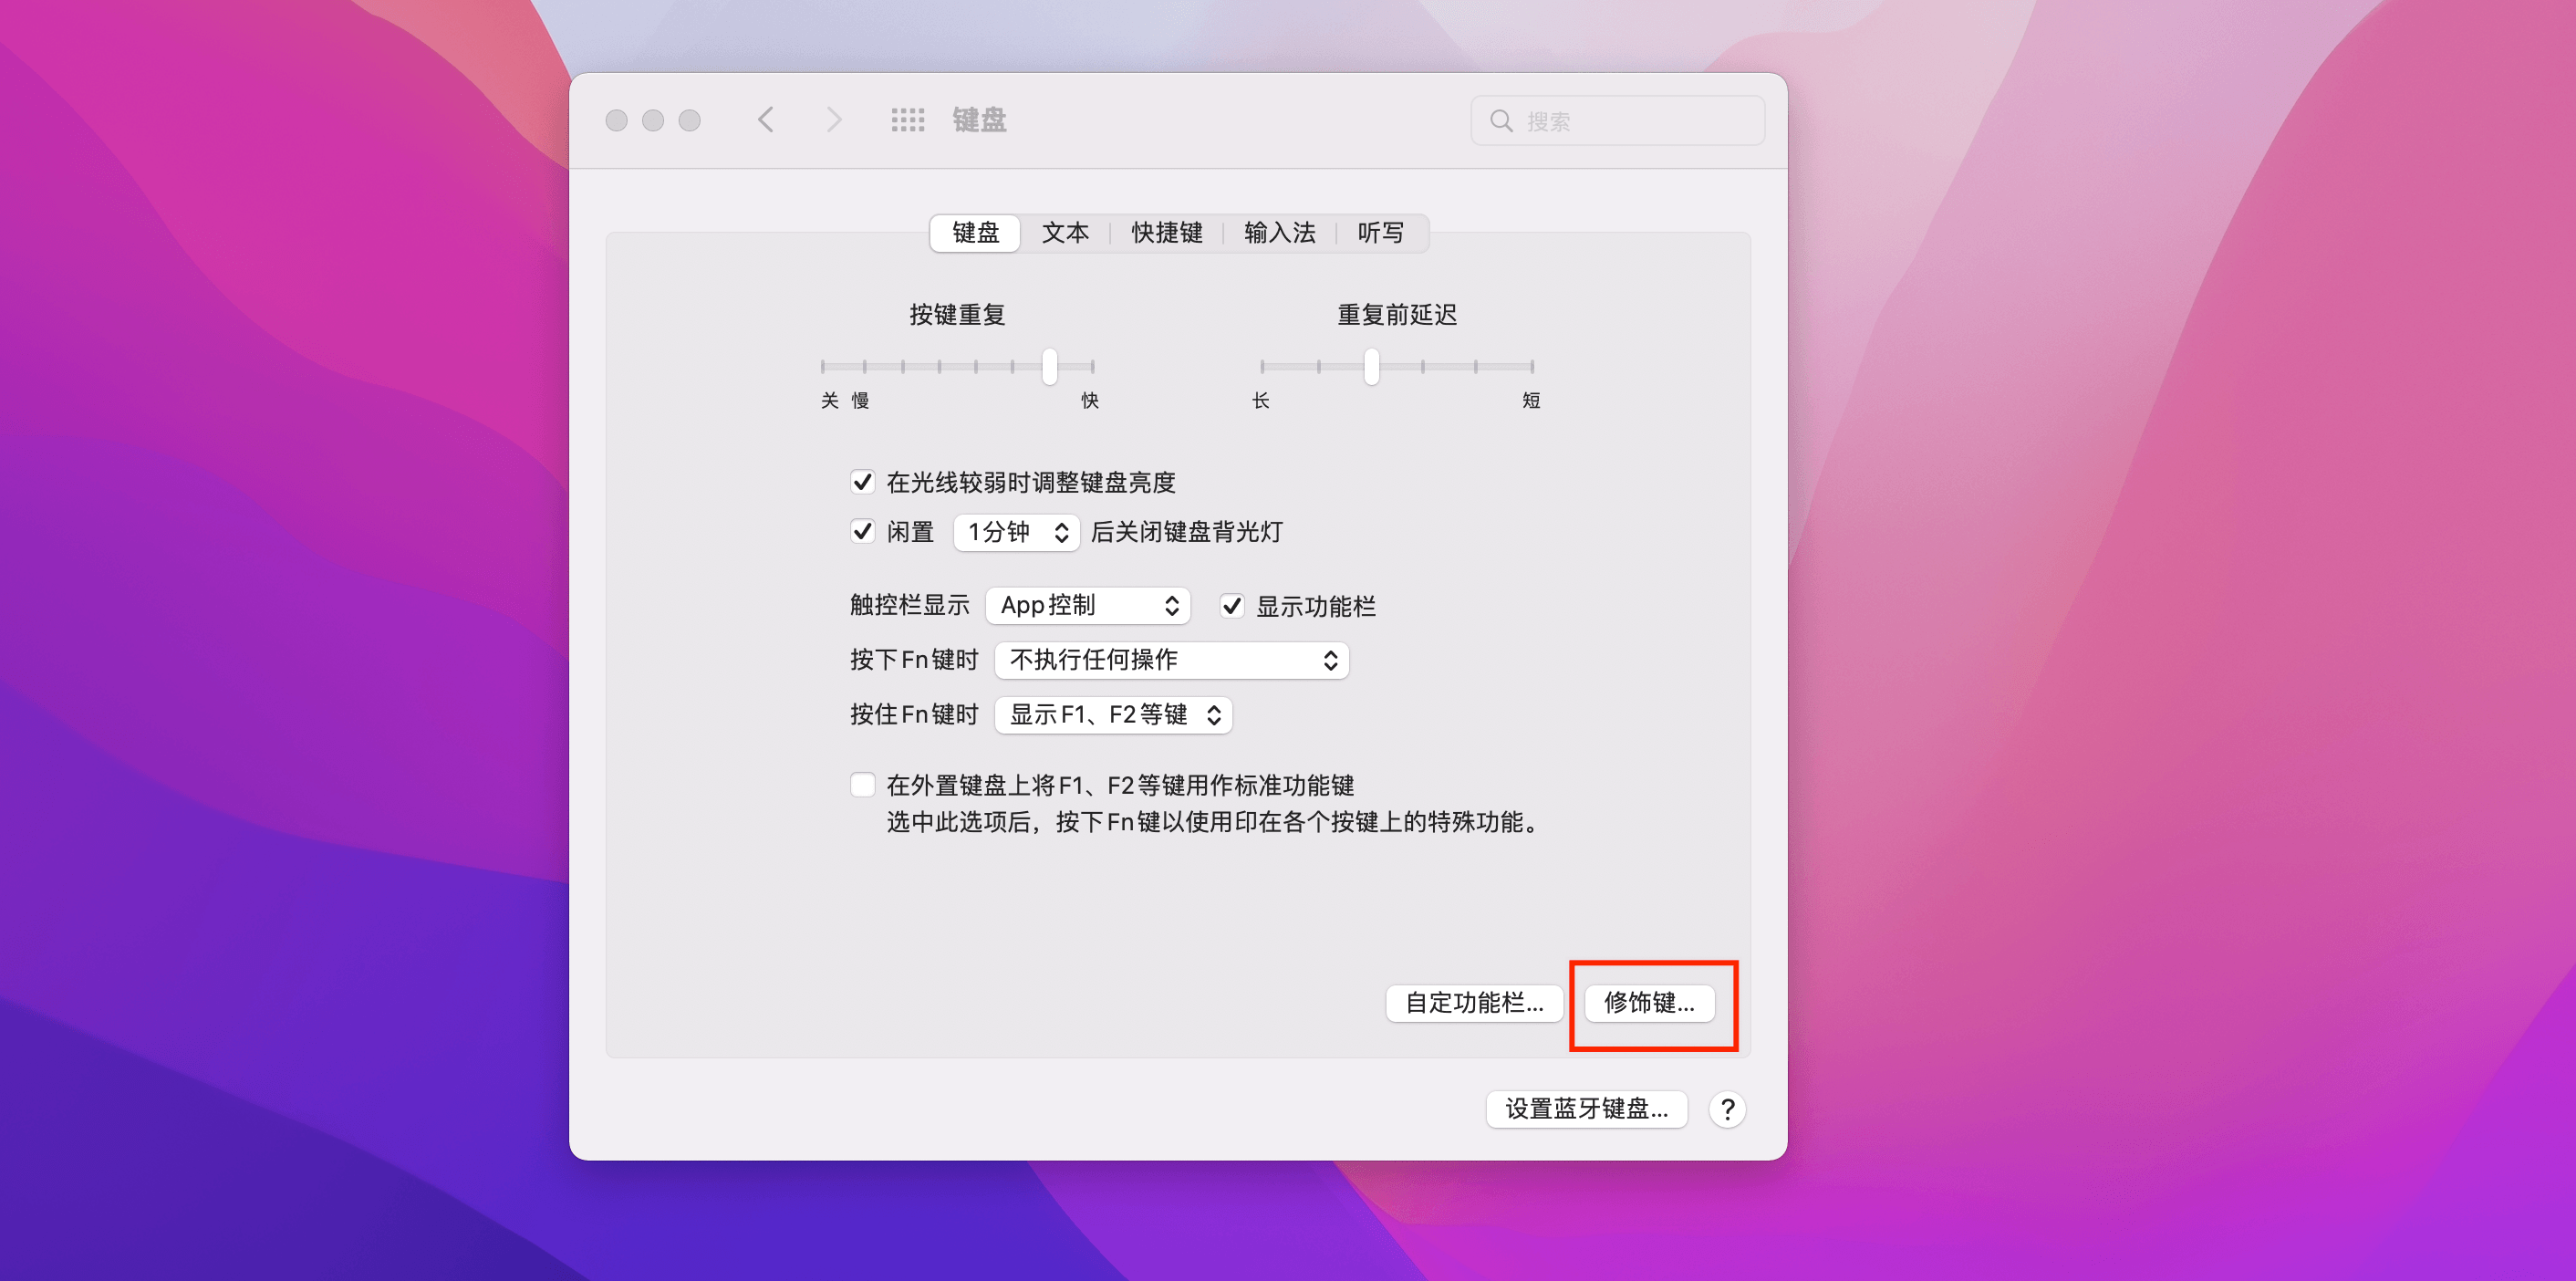 键盘
搜索
键盘 文本 快捷键 输入法 听写
按键重复 重复前延迟
关 慢 快 长 短
在光线较弱时调整键盘亮度
闲置 1分钟 后关闭键盘背光灯
触控栏显示 App控制 显示功能栏
按下Fn键时 不执行任何操作
按住Fn键时 显示F1、F2等键
在外置键盘上将F1、F2等键用作标准功能键
选中此选项后，按下Fn键以使用印在各个按键上的特殊功能。
自定功能栏... 修饰键...
设置蓝牙键盘... ?